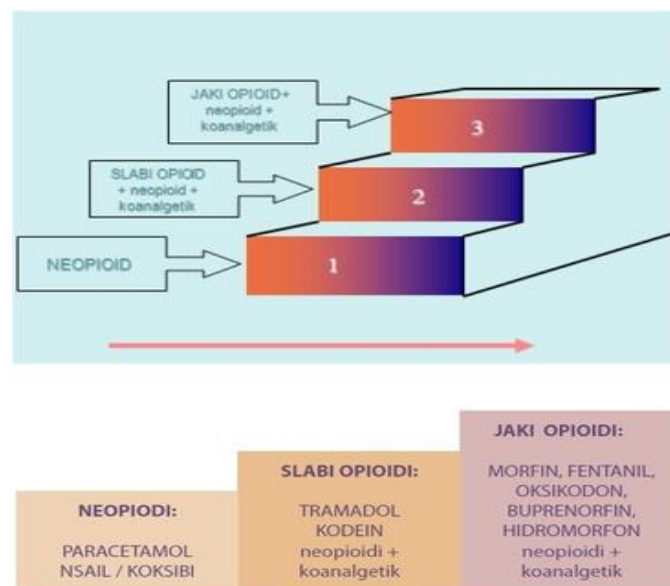 JAKI OPIOID+
neopioid +
koanalgetik
3
SLABI OPIOID
+ neopioid +
koanalgetik
2
NEOPIOID
1
JAKI OPIOIDI:
MORFIN, FENTANIL,
OKSIKODON,
BUPRENORFIN,
HIDROMORFON
neopioidi +
koanalgetik
SLABI OPIOIDI:
TRAMADOL
KODEIN
neopioidi +
koanalgetik
NEOPIODI:
PARACETAMOL
NSAIL / KOKSIBI